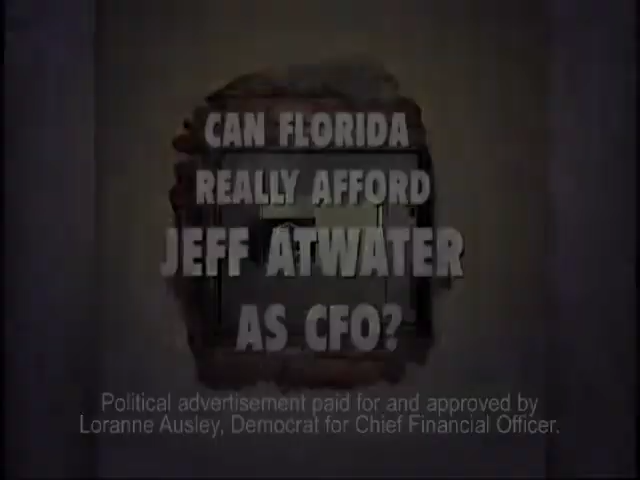 CAN FLORIDA
REALLY AFFORD
JEFF ATWATER
AS CFO?
Political advertisement paid for and approved by
Loranne Ausley, Democrat for Chief Financial Officer.